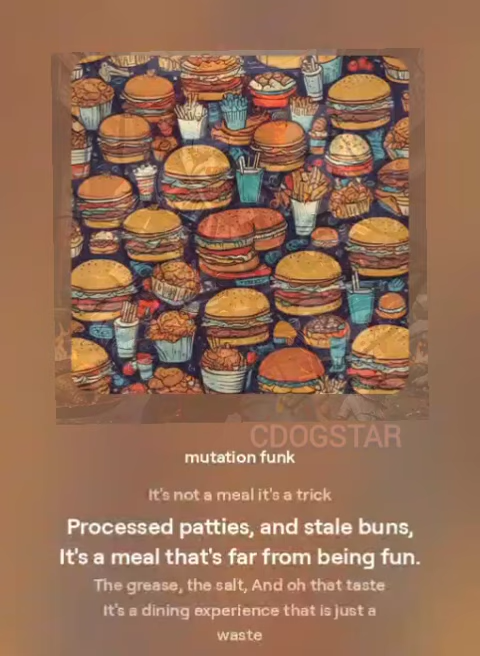 CDOGSTAR
mutation funk
It's not a meal it's a trick
Processed patties, and stale buns,
It's a meal that's far from being fun.
The grease, the salt, And oh that taste
It's a dining experience that is just a
waste